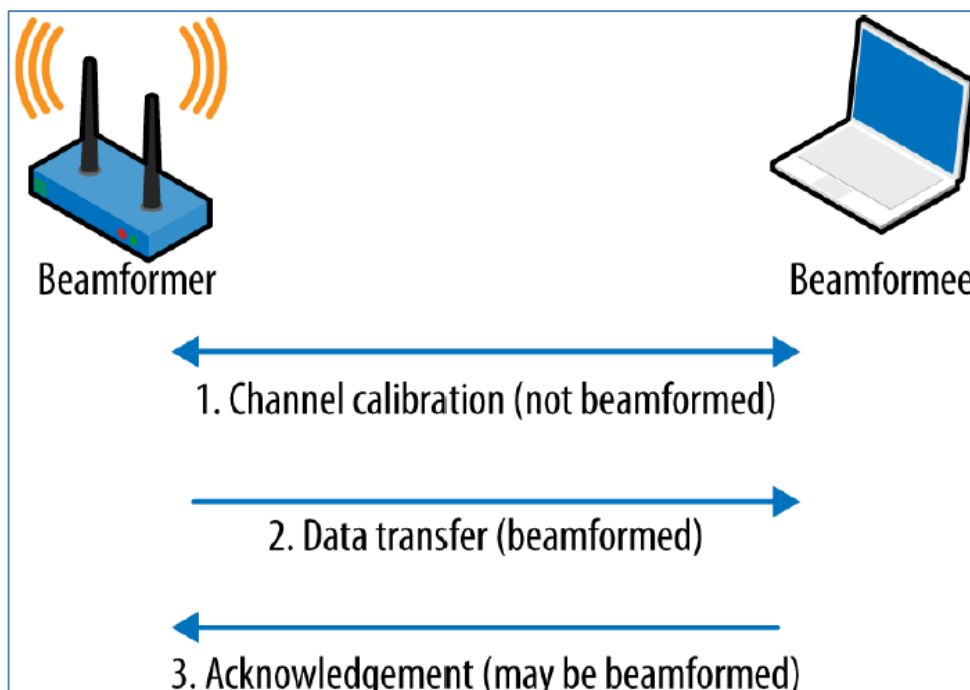 Beamformer
Beamformee
1. Channel calibration (not beamformed)
2. Data transfer (beamformed)
3. Acknowledgement (may be beamformed)